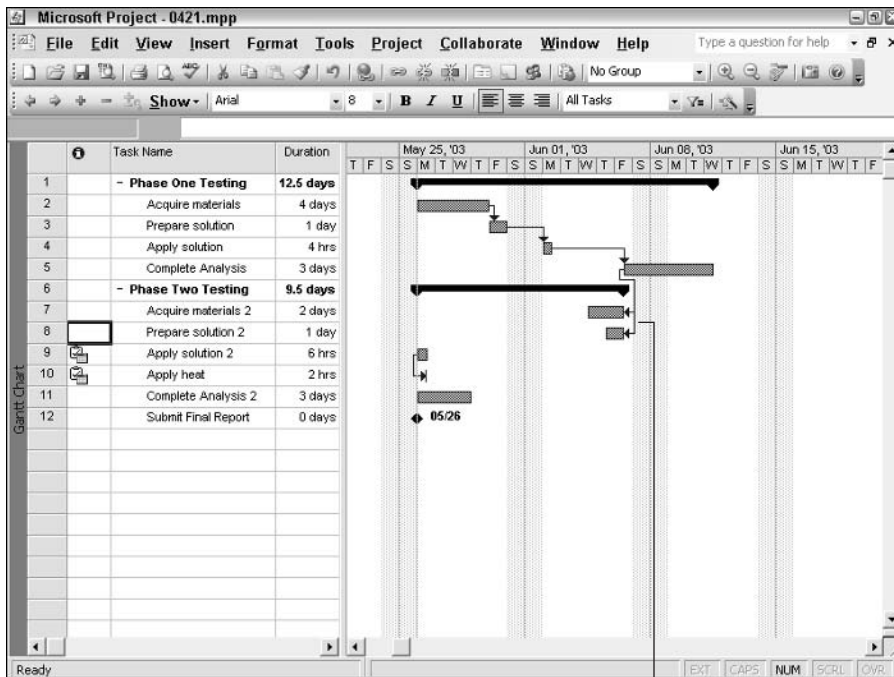 Microsoft Project - 0421.mpp
File Edit View Insert Format Tools Project Collaborate Window Help Type a question for help
No Group
Show Arial 8 B I U All Tasks
Task Name Duration May 25, '03 Jun 01, '03 Jun 08, '03 Jun 15, '03
T F S S M T W T F S S M T W T F S S M T W T F S S M T W T F
1 − Phase One Testing 12.5 days
2 Acquire materials 4 days
3 Prepare solution 1 day
4 Apply solution 4 hrs
5 Complete Analysis 3 days
6 − Phase Two Testing 9.5 days
7 Acquire materials 2 2 days
8 Prepare solution 2 1 day
9 Apply solution 2 6 hrs
10 Apply heat 2 hrs
11 Complete Analysis 2 3 days
12 Submit Final Report 0 days 05/26
Gantt Chart
Ready EXT CAPS NUM SCRL OVR